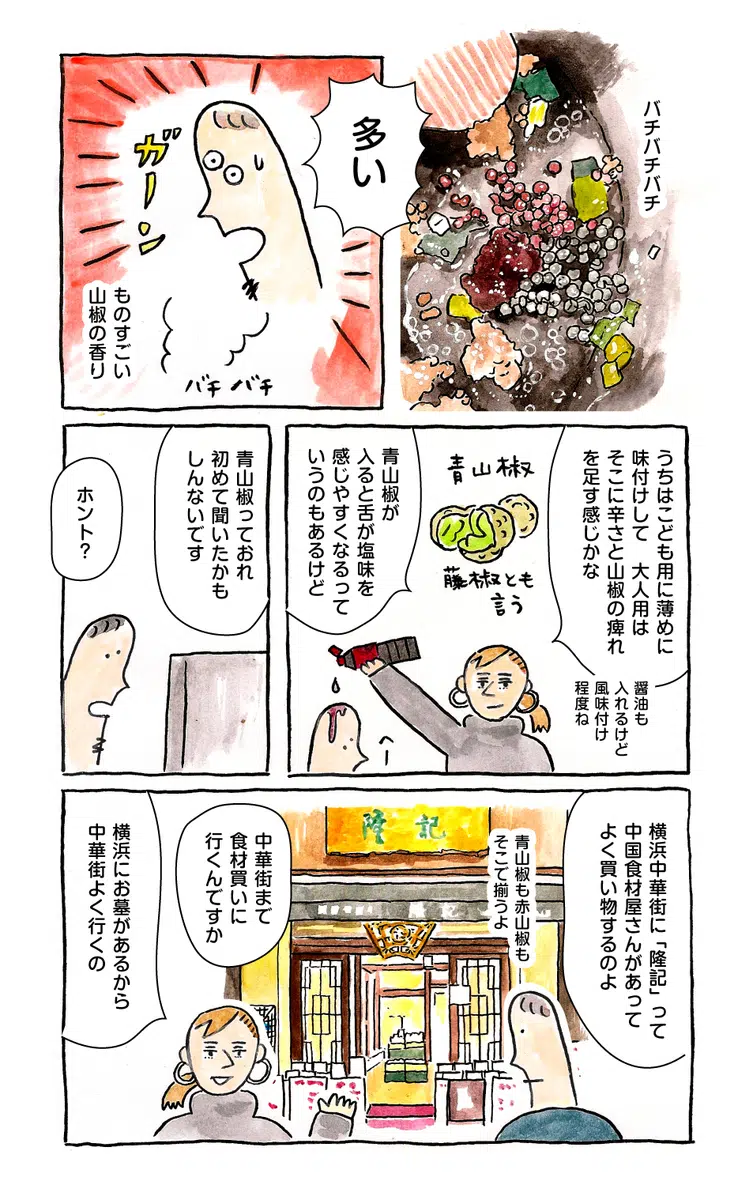 バチバチバチ
多い
ガーン
ものすごい
山椒の香り
バチバチ
うちはこども用に薄めに
味付けして　大人用は
そこに辛さと山椒の痺れ
を足す感じかな
醤油も
入れるけど
風味付け
程度ね
青山椒
藤椒とも
言う
青山椒が
入ると舌が塩味を
感じやすくなるって
いうのもあるけど
へー
青山椒っておれ
初めて聞いたかも
しんないです
ホント？
横浜中華街に「隆記」って
中国食材屋さんがあって
よく買い物するのよ
隆記
青山椒も赤山椒も
そこで揃うよ
中華街まで
食材買いに
行くんですか
横浜にお墓があるから
中華街よく行くの